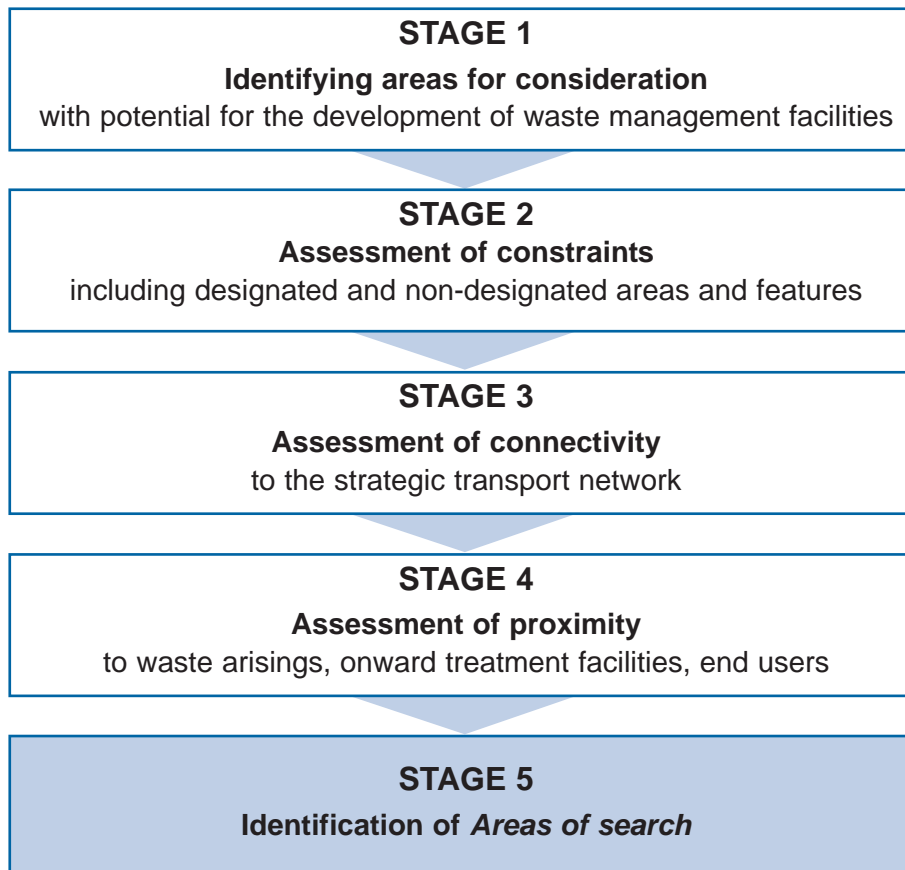 STAGE 1
Identifying areas for consideration
with potential for the development of waste management facilities
STAGE 2
Assessment of constraints
including designated and non-designated areas and features
STAGE 3
Assessment of connectivity
to the strategic transport network
STAGE 4
Assessment of proximity
to waste arisings, onward treatment facilities, end users
STAGE 5
Identification of Areas of search